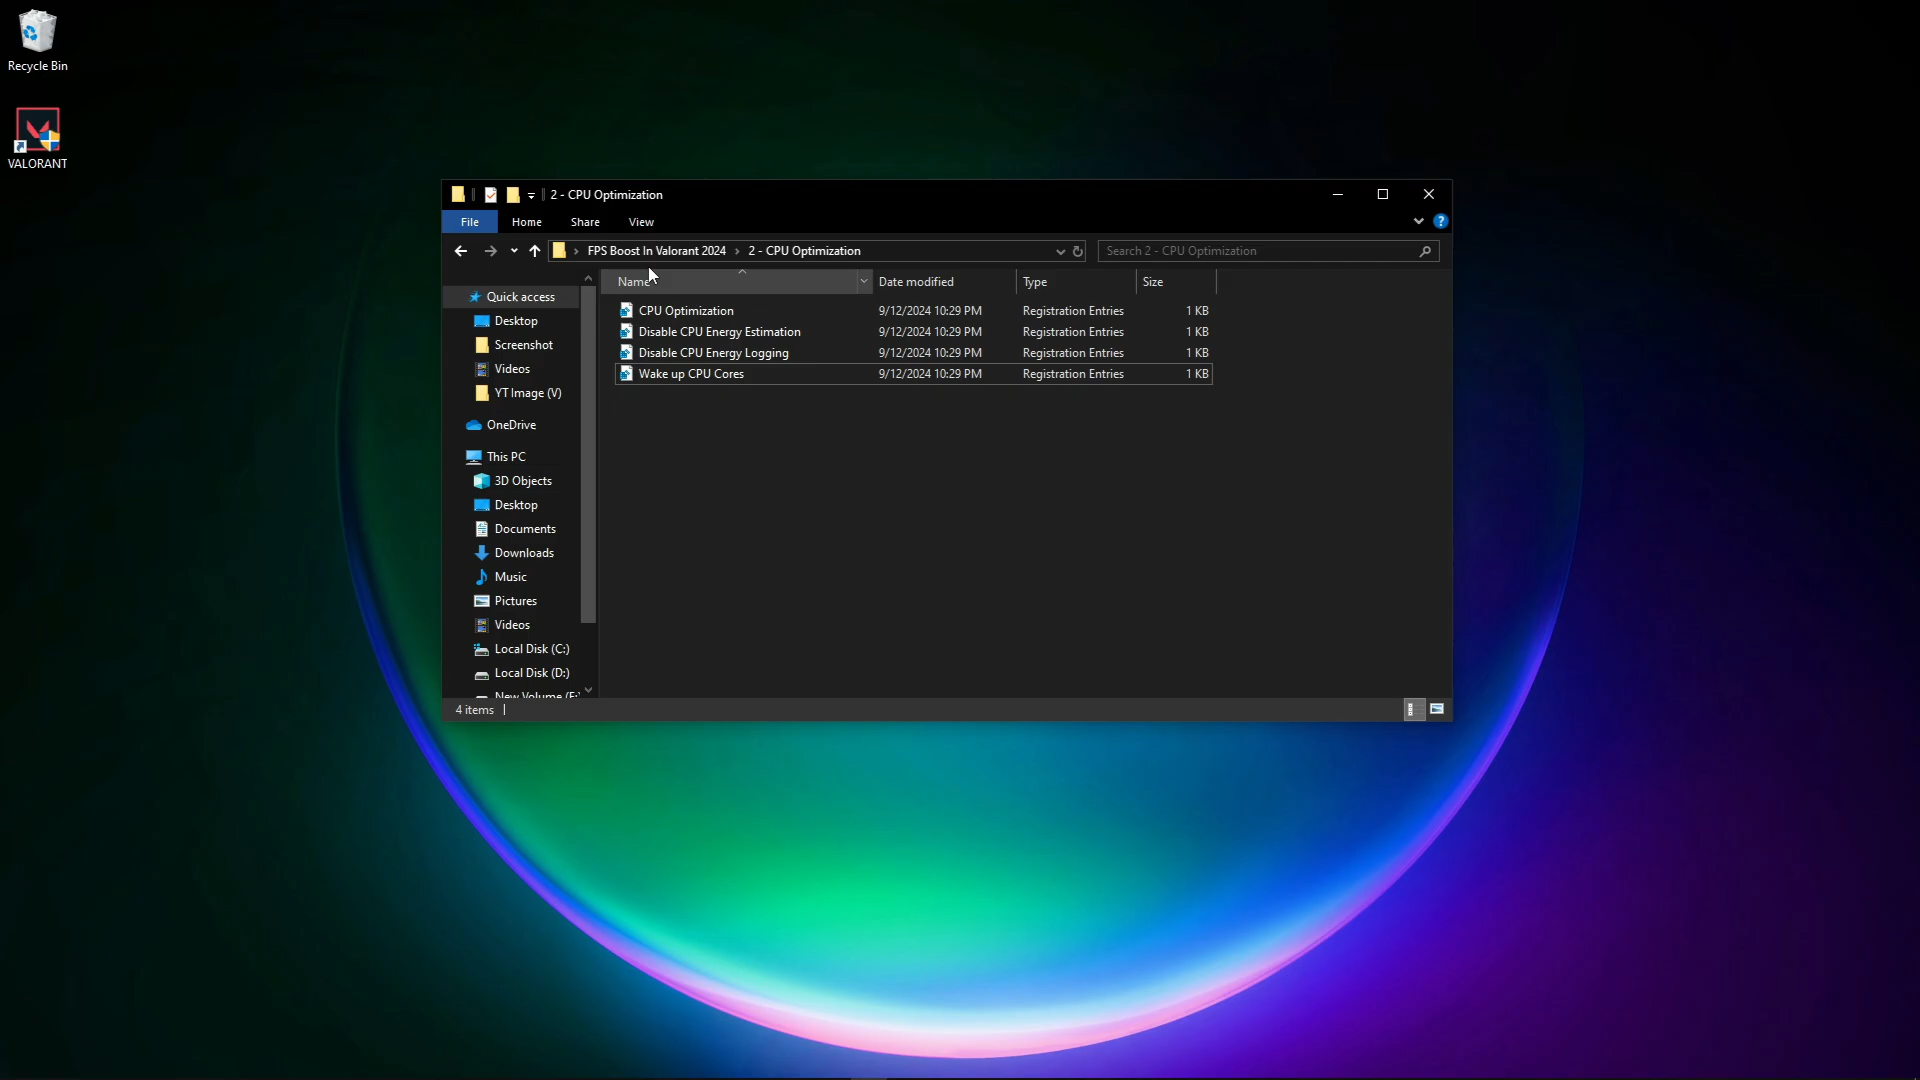 Recycle Bin
VALORANT
2 - CPU Optimization
File Home Share View
FPS Boost In Valorant 2024 › 2 - CPU Optimization
Search 2 - CPU Optimization
Name Date modified Type Size
CPU Optimization 9/12/2024 10:29 PM Registration Entries 1 KB
Disable CPU Energy Estimation 9/12/2024 10:29 PM Registration Entries 1 KB
Disable CPU Energy Logging 9/12/2024 10:29 PM Registration Entries 1 KB
Wake up CPU Cores 9/12/2024 10:29 PM Registration Entries 1 KB
Quick access
Desktop
Screenshot
Videos
YT Image (V)
OneDrive
This PC
3D Objects
Desktop
Documents
Downloads
Music
Pictures
Videos
Local Disk (C:)
Local Disk (D:)
New Volume (E:
4 items